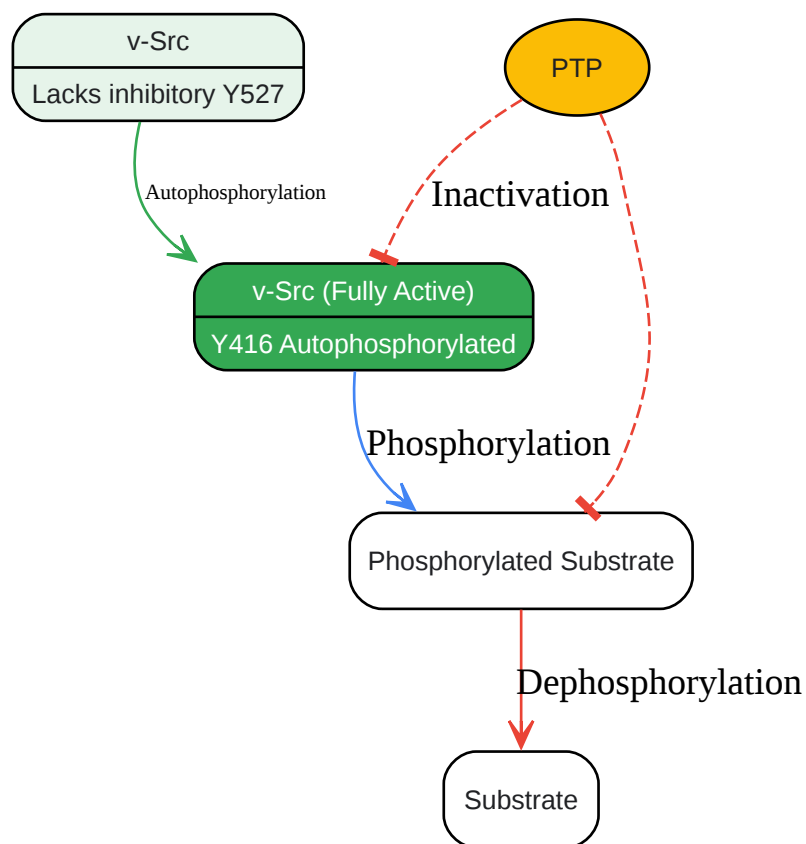 v-Src
Lacks inhibitory Y527
PTP
Autophosphorylation
Inactivation
v-Src (Fully Active)
Y416 Autophosphorylated
Phosphorylation
Phosphorylated Substrate
Dephosphorylation
Substrate